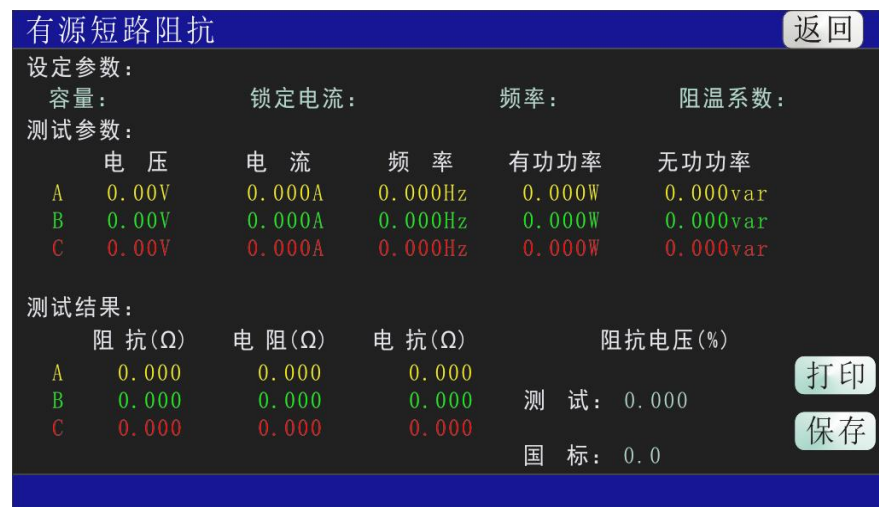 有源短路阻抗 返回
设定参数:
容量: 锁定电流: 频率: 阻温系数:
测试参数:
电 压 电 流 频 率 有功功率 无功功率
A 0.00V 0.000A 0.000Hz 0.000W 0.000var
B 0.00V 0.000A 0.000Hz 0.000W 0.000var
C 0.00V 0.000A 0.000Hz 0.000W 0.000var
测试结果:
阻 抗(Ω) 电 阻(Ω) 电 抗(Ω) 阻抗电压(%)
A 0.000 0.000 0.000
打印
B 0.000 0.000 0.000 测 试: 0.000
C 0.000 0.000 0.000
保存
国 标: 0.0